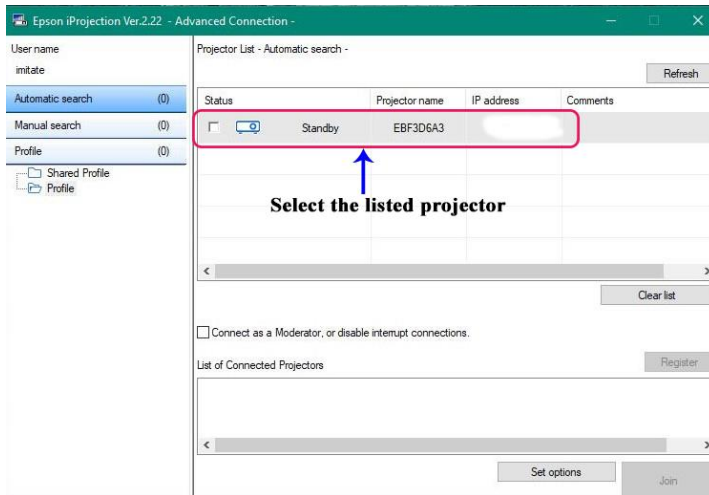 Epson iProjection Ver.2.22 - Advanced Connection -
User name
imitate
Projector List - Automatic search -
Refresh
Automatic search (0)
Manual search (0)
Profile (0)
Shared Profile
Profile
Status Projector name IP address Comments
Standby EBF3D6A3
Select the listed projector
Clear list
Connect as a Moderator, or disable interrupt connections.
List of Connected Projectors
Register
Set options
Join